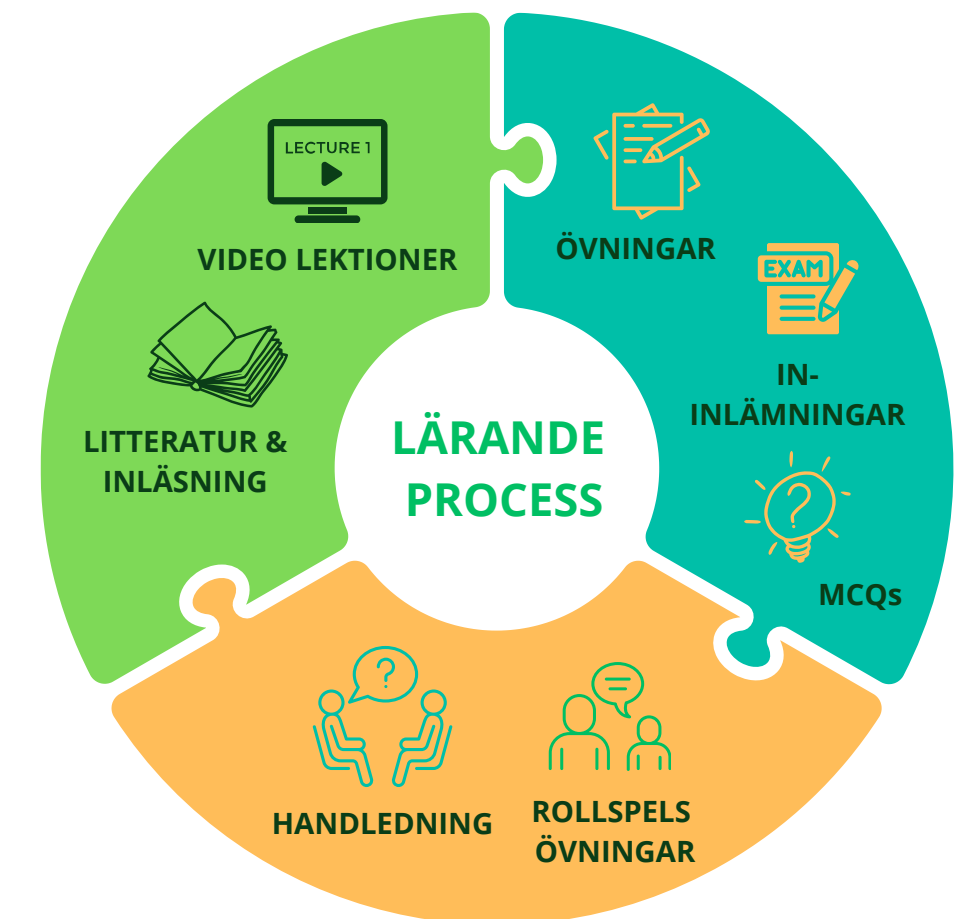 LECTURE 1
VIDEO LEKTIONER
LITTERATUR &
INLÄSNING
ÖVNINGAR
EXAM
IN-
INLÄMNINGAR
MCQs
LÄRANDE
PROCESS
?
HANDLEDNING
ROLLSPELS
ÖVNINGAR